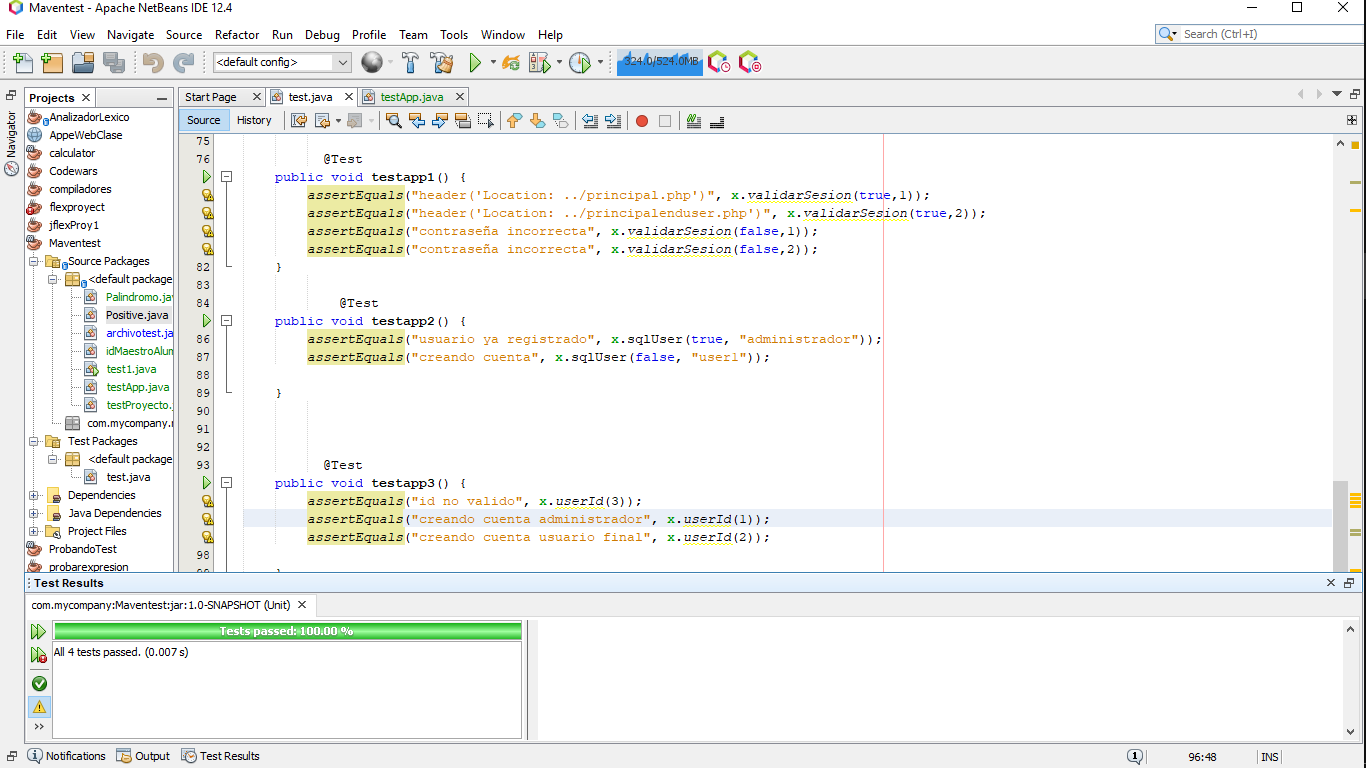 Maventest - Apache NetBeans IDE 12.4
File Edit View Navigate Source Refactor Run Debug Profile Team Tools Window Help
Search (Ctrl+I)
<default config>
324.0/524.0MB
Projects
Start Page
test.java
testApp.java
Navigator
Source
History
AnalizadorLexico
AppeWebClase
calculator
Codewars
compiladores
flexproyect
jflexProy1
Maventest
Source Packages
<default package
Palindromo.jav
Positive.java
archivotest.ja
idMaestroAlum
test1.java
testApp.java
testProyecto.j
com.mycompany.m
Test Packages
<default package
test.java
Dependencies
Java Dependencies
Project Files
ProbandoTest
probarexpresion
75
76 @Test
public void testapp1() {
assertEquals("header('Location: ../principal.php')", x.validarSesion(true,1));
assertEquals("header('Location: ../principalenduser.php')", x.validarSesion(true,2));
assertEquals("contraseña incorrecta", x.validarSesion(false,1));
assertEquals("contraseña incorrecta", x.validarSesion(false,2));
82 }
83
84 @Test
public void testapp2() {
86 assertEquals("usuario ya registrado", x.sqlUser(true, "administrador"));
87 assertEquals("creando cuenta", x.sqlUser(false, "user1"));
88
89 }
90
91
92
93 @Test
public void testapp3() {
assertEquals("id no valido", x.userId(3));
assertEquals("creando cuenta administrador", x.userId(1));
assertEquals("creando cuenta usuario final", x.userId(2));
98
Test Results
com.mycompany:Maventest:jar:1.0-SNAPSHOT (Unit)
Tests passed: 100.00 %
All 4 tests passed. (0.007 s)
Notifications
Output
Test Results
1
96:48
INS